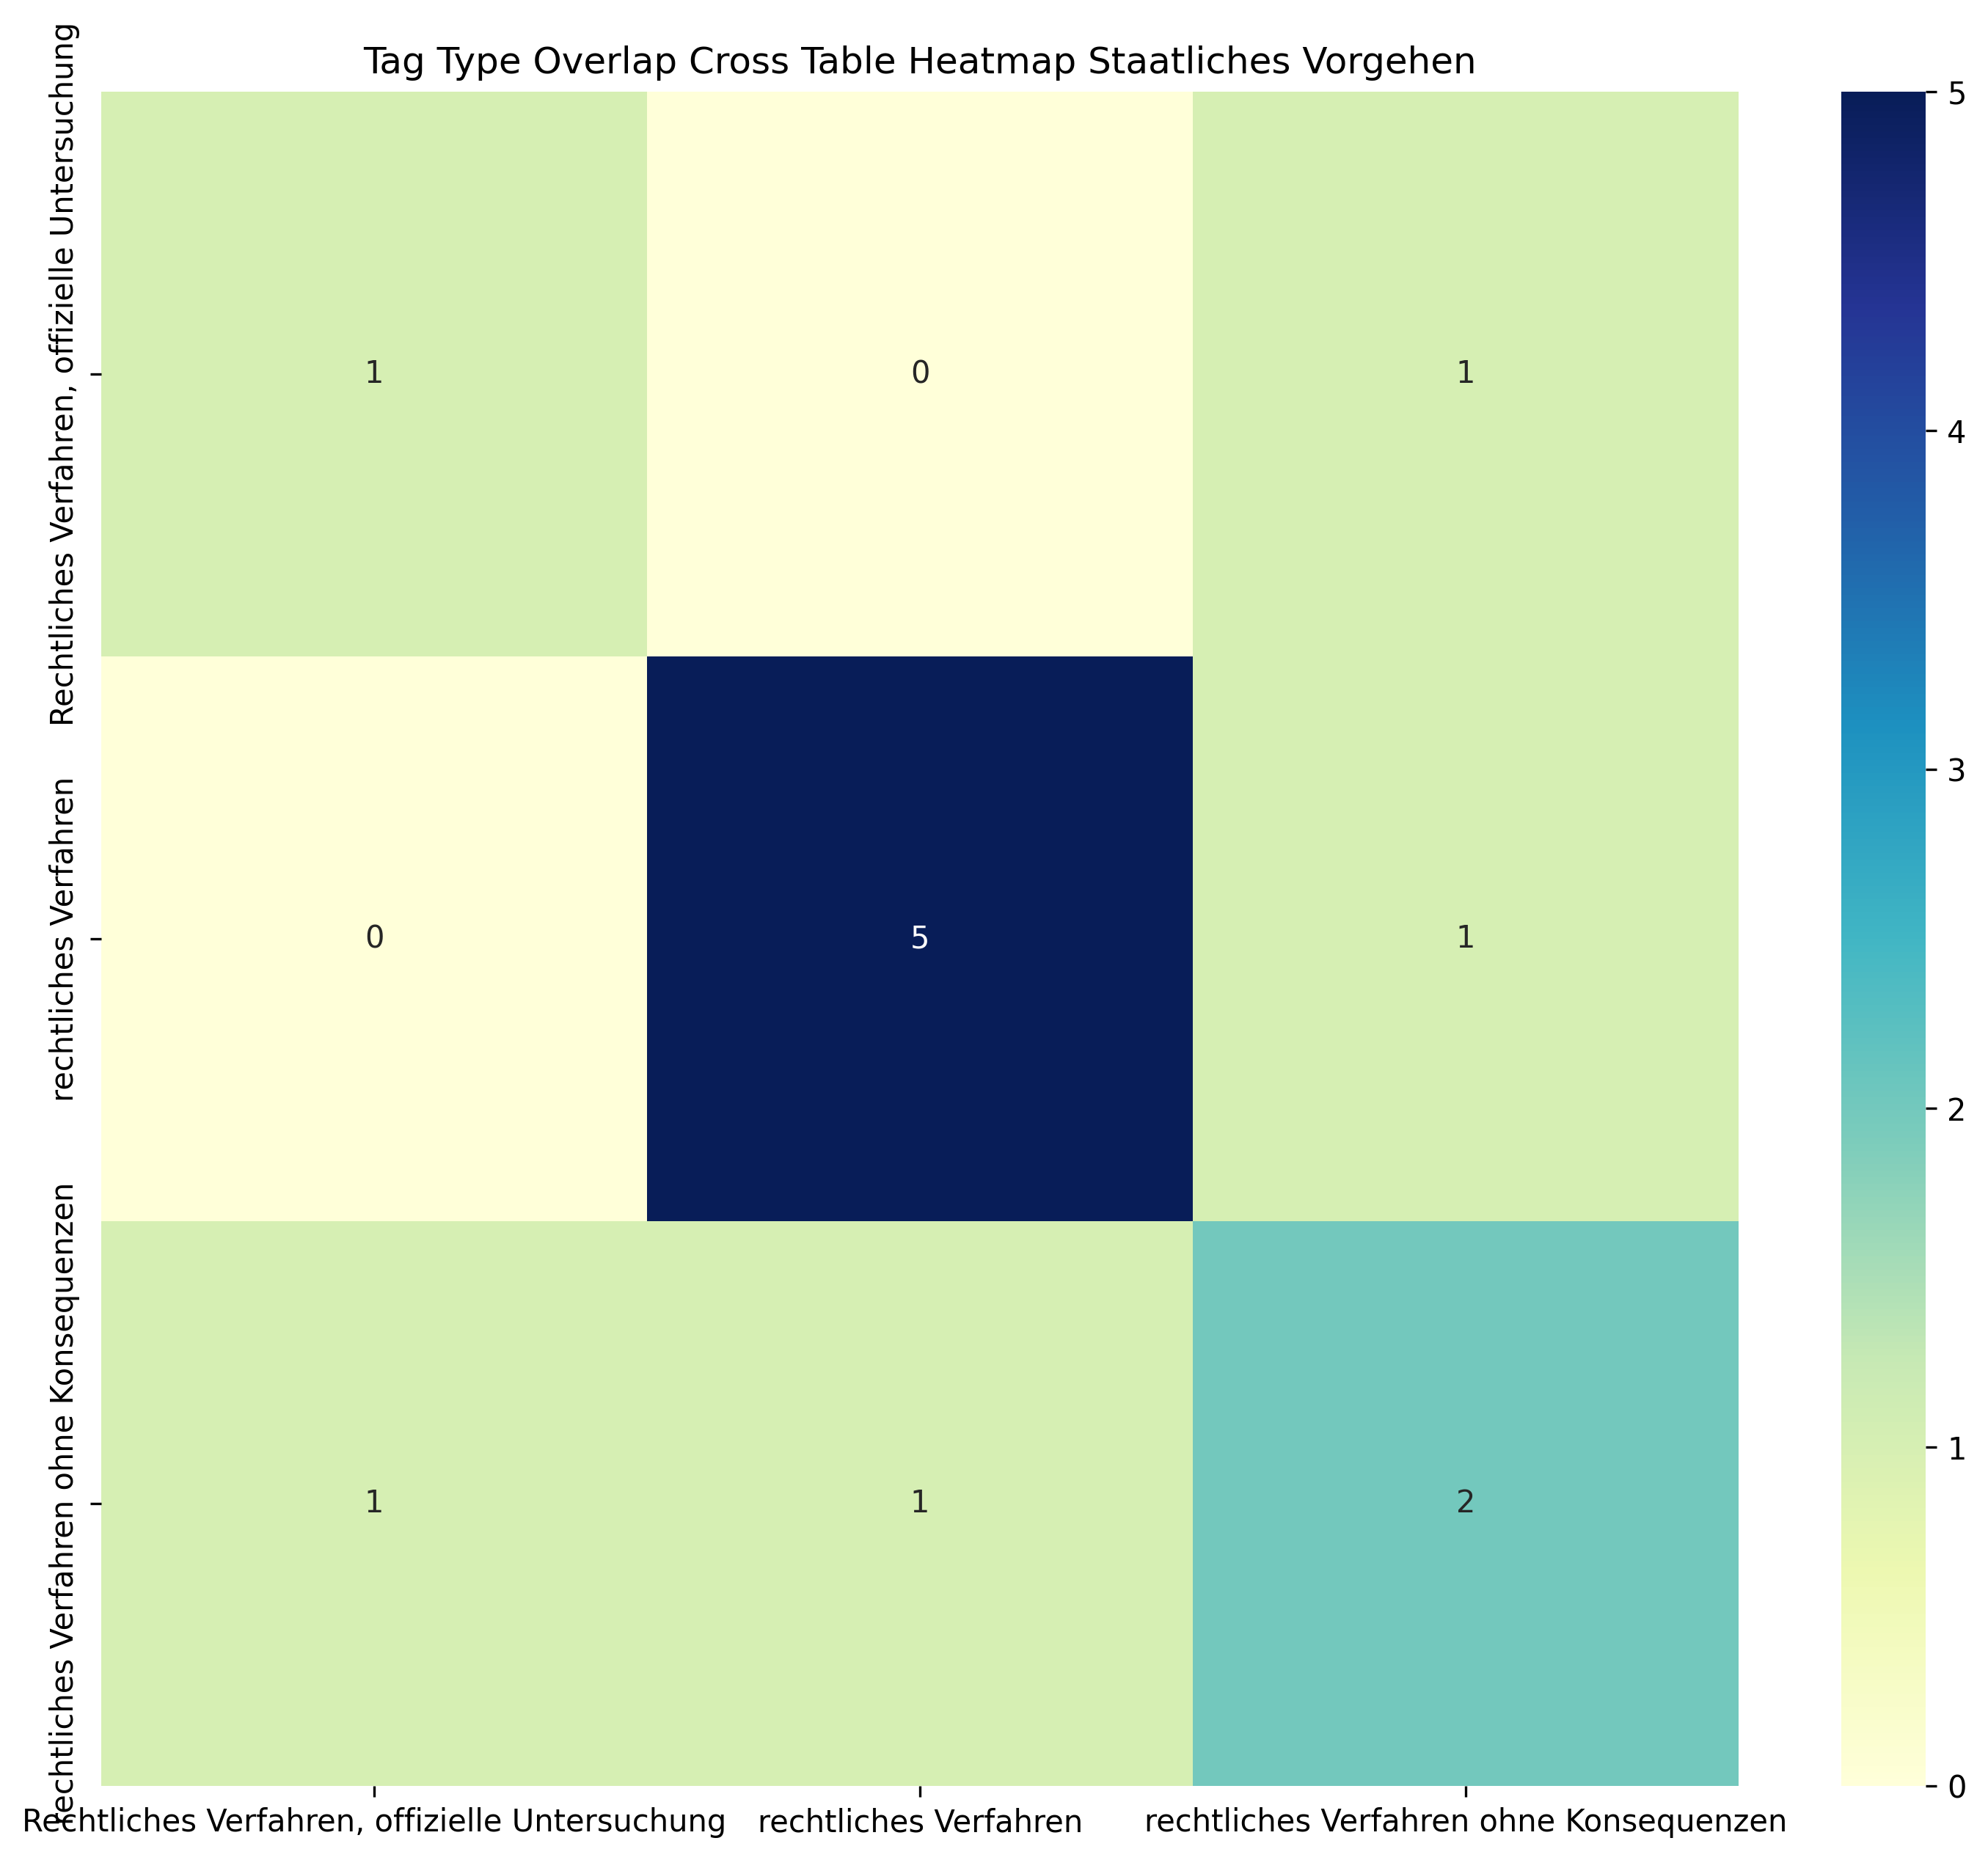 Tag Type Overlap Cross Table Heatmap Staatliches Vorgehen
Rechtliches Verfahren, offizielle Untersuchung
1
0
1
rechtliches Verfahren
0
5
1
rechtliches Verfahren ohne Konsequenzen
1
1
2
Rechtliches Verfahren, offizielle Untersuchung
rechtliches Verfahren
rechtliches Verfahren ohne Konsequenzen
5
4
3
2
1
0